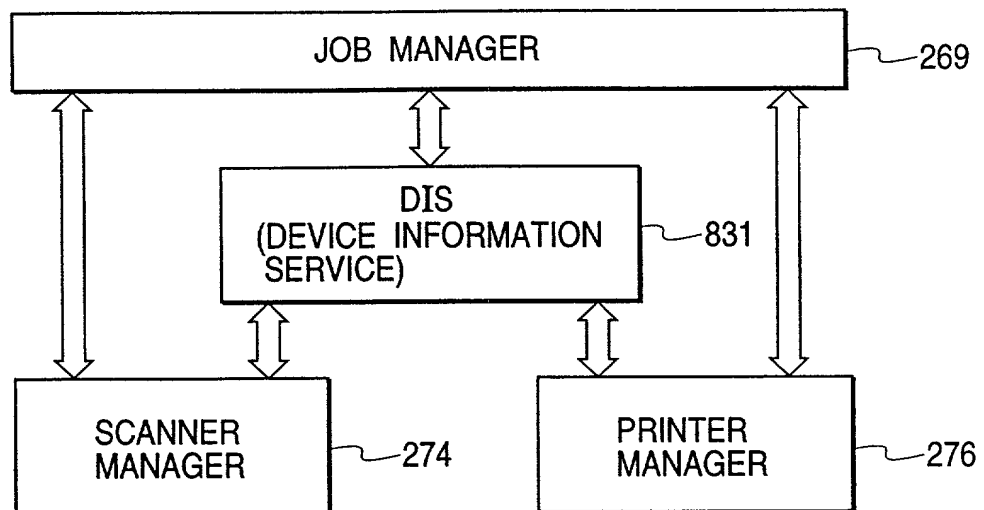 JOB MANAGER
269
DIS
(DEVICE INFORMATION
SERVICE)
831
SCANNER
MANAGER
274
PRINTER
MANAGER
276